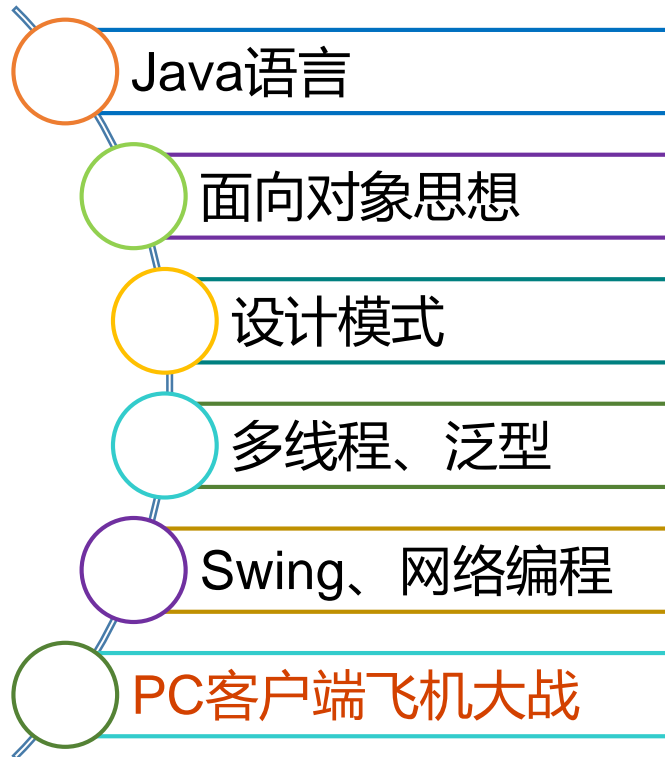 Java语言
面向对象思想
设计模式
多线程、泛型
Swing、网络编程
PC客户端飞机大战